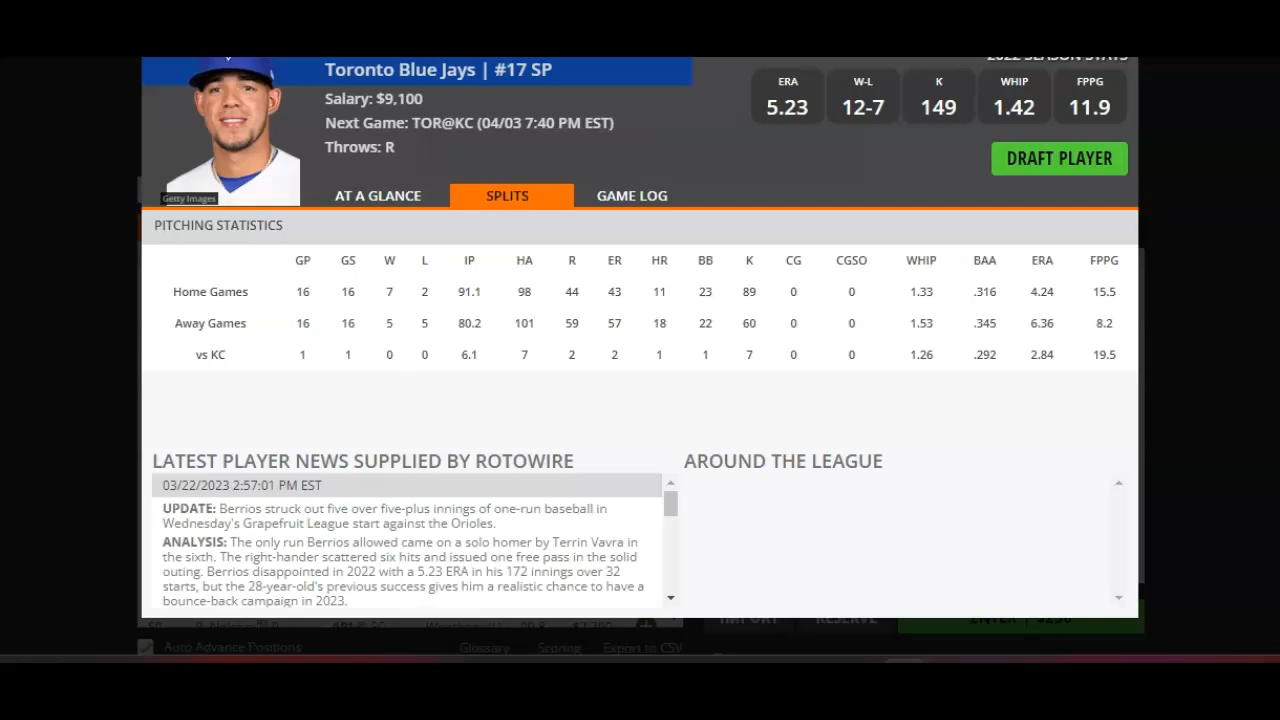 Toronto Blue Jays | #17 SP
2022 SEASON STATS
Salary: $9,100
Next Game: TOR@KC (04/03 7:40 PM EST)
Throws: R
ERA W-L K WHIP FPPG
5.23 12-7 149 1.42 11.9
DRAFT PLAYER
Getty Images
AT A GLANCE SPLITS GAME LOG
PITCHING STATISTICS
GP GS W L IP HA R ER HR BB K CG CGSO WHIP BAA ERA FPPG
Home Games 16 16 7 2 91.1 98 44 43 11 23 89 0 0 1.33 .316 4.24 15.5
Away Games 16 16 5 5 80.2 101 59 57 18 22 60 0 0 1.53 .345 6.36 8.2
vs KC 1 1 0 0 6.1 7 2 2 1 1 7 0 0 1.26 .292 2.84 19.5
LATEST PLAYER NEWS SUPPLIED BY ROTOWIRE
03/22/2023 2:57:01 PM EST
UPDATE: Berrios struck out five over five-plus innings of one-run baseball in
Wednesday's Grapefruit League start against the Orioles.
ANALYSIS: The only run Berrios allowed came on a solo homer by Terrin Vavra in
the sixth. The right-hander scattered six hits and issued one free pass in the solid
outing. Berrios disappointed in 2022 with a 5.23 ERA in his 172 innings over 32
starts, but the 28-year-old's previous success gives him a realistic chance to have a
bounce-back campaign in 2023.
AROUND THE LEAGUE
IMPORT RESERVE ENTER
Auto Advance Positions
Glossary Scoring Export to CSV